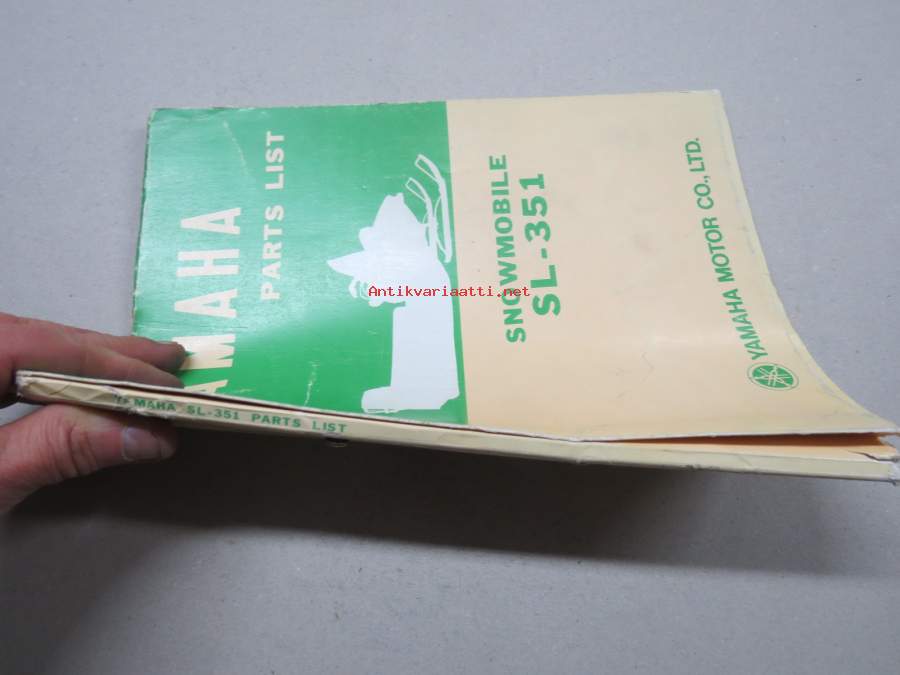 YAMAHA
PARTS LIST
SNOWMOBILE
SL-351
YAMAHA MOTOR CO., LTD.
YAMAHA SL-351 PARTS LIST
Antikvariaatti.net